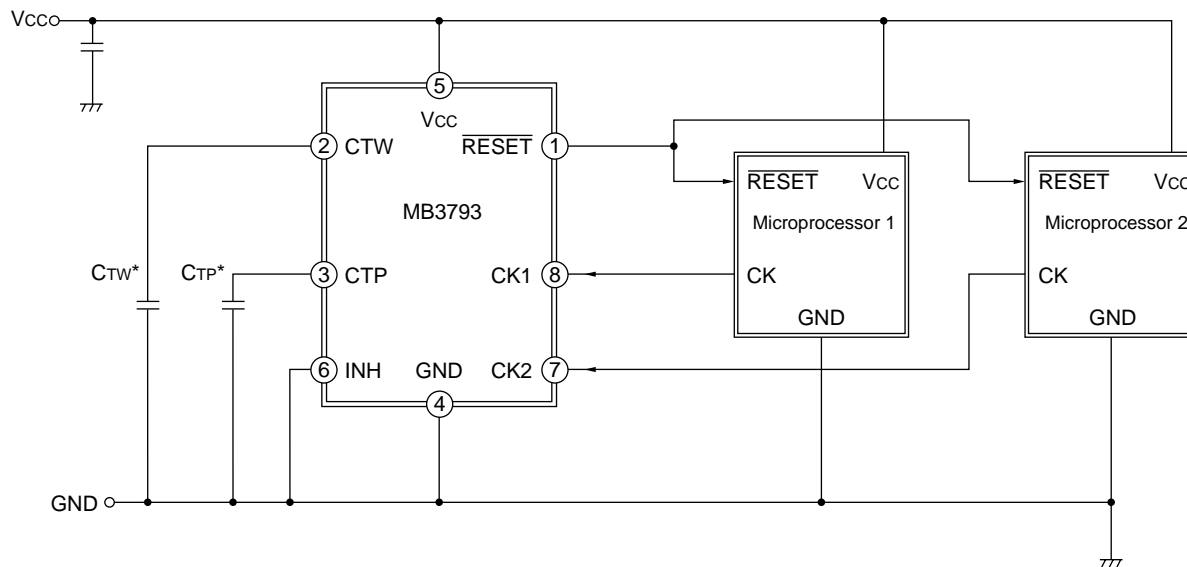 VCC
5
VCC
2 CTW
RESET 1
RESET VCC
RESET VCC
MB3793
Microprocessor 1
Microprocessor 2
CTW*
CTP*
3 CTP
CK1 8
CK
CK
GND
GND
6 INH
GND
CK2 7
4
GND